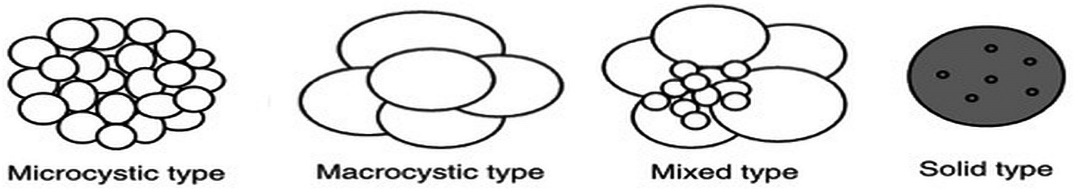 Microcystic type
Macrocystic type
Mixed type
Solid type